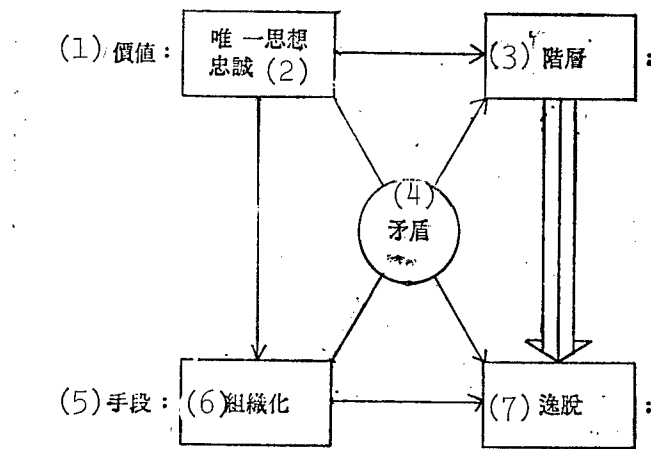 (1) 價値 :
唯一思想
忠誠 (2)
(3) 階層 :
(4)
矛盾
(5) 手段 :
(6) 組織化
(7) 逸脫 :